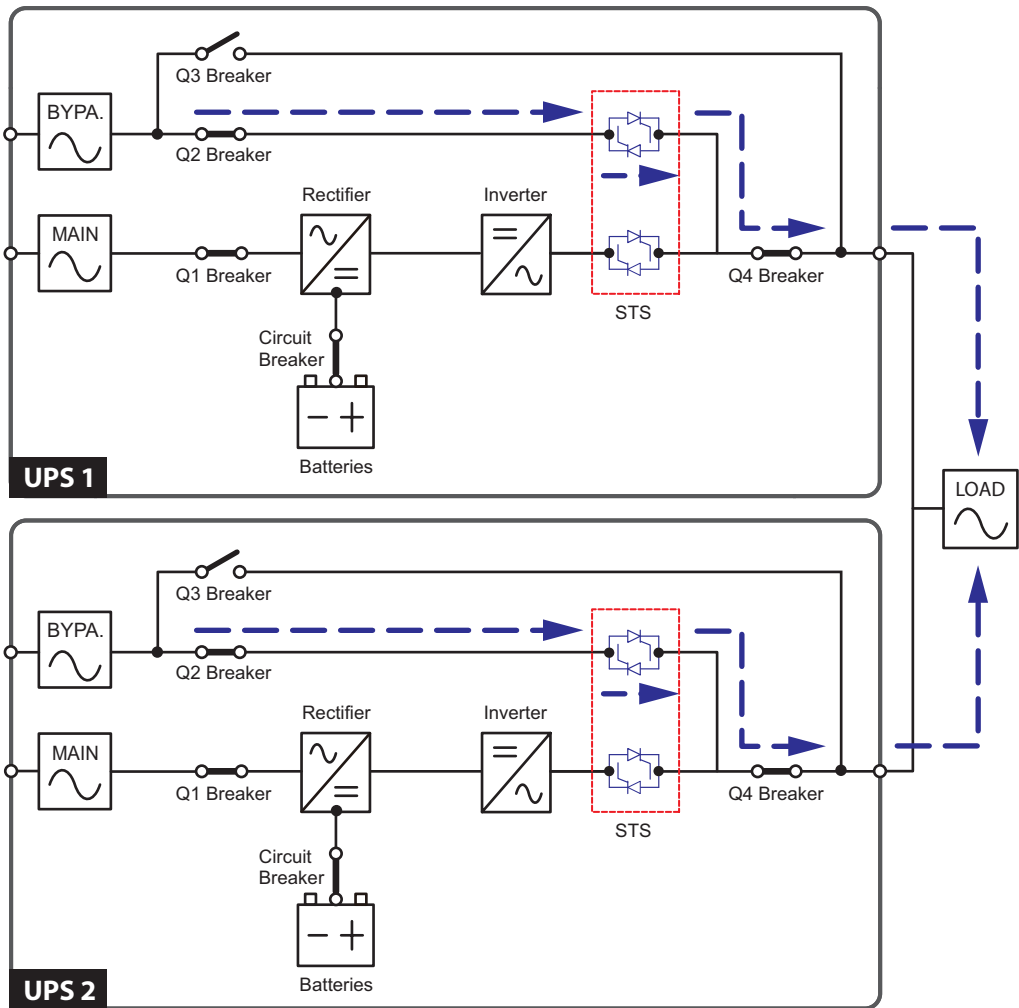 Q3 Breaker
BYPA.
Q2 Breaker
Rectifier
Inverter
MAIN
Q1 Breaker
Q4 Breaker
STS
Circuit
Breaker
Batteries
UPS 1
LOAD
Q3 Breaker
BYPA.
Q2 Breaker
Rectifier
Inverter
MAIN
Q1 Breaker
Q4 Breaker
STS
Circuit
Breaker
Batteries
UPS 2